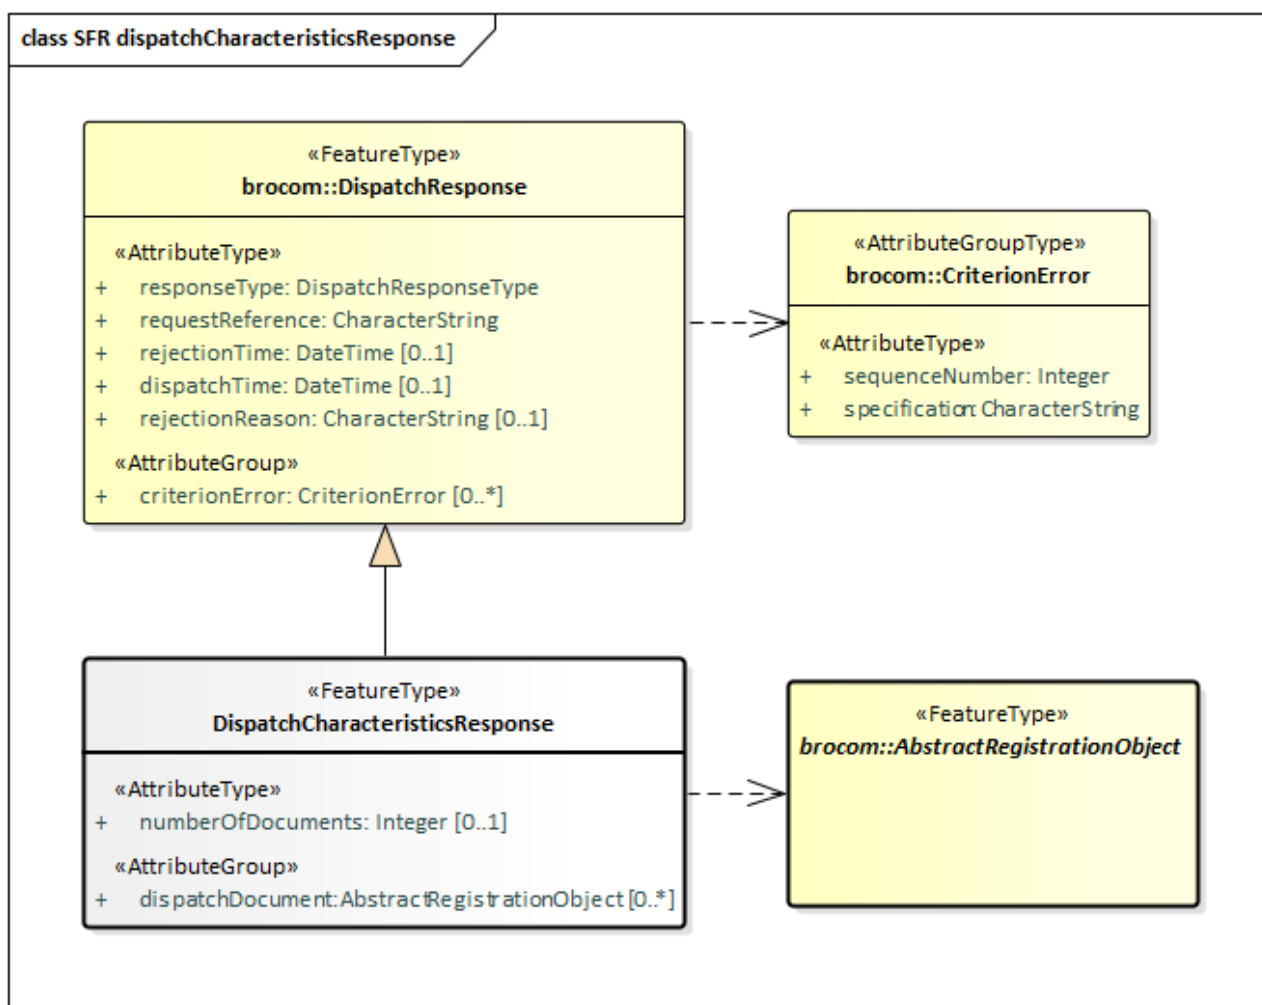 class SFR dispatchCharacteristicsResponse
«FeatureType»
brocom::DispatchResponse
«AttributeType»
+ responseType: DispatchResponseType
+ requestReference: CharacterString
+ rejectionTime: DateTime [0..1]
+ dispatchTime: DateTime [0..1]
+ rejectionReason: CharacterString [0..1]
«AttributeGroup»
+ criterionError: CriterionError [0..*]
«AttributeGroupType»
brocom::CriterionError
«AttributeType»
+ sequenceNumber: Integer
+ specification: CharacterString
«FeatureType»
DispatchCharacteristicsResponse
«AttributeType»
+ numberOfDocuments: Integer [0..1]
«AttributeGroup»
+ dispatchDocument:AbstractRegistrationObject [0..*]
«FeatureType»
brocom::AbstractRegistrationObject